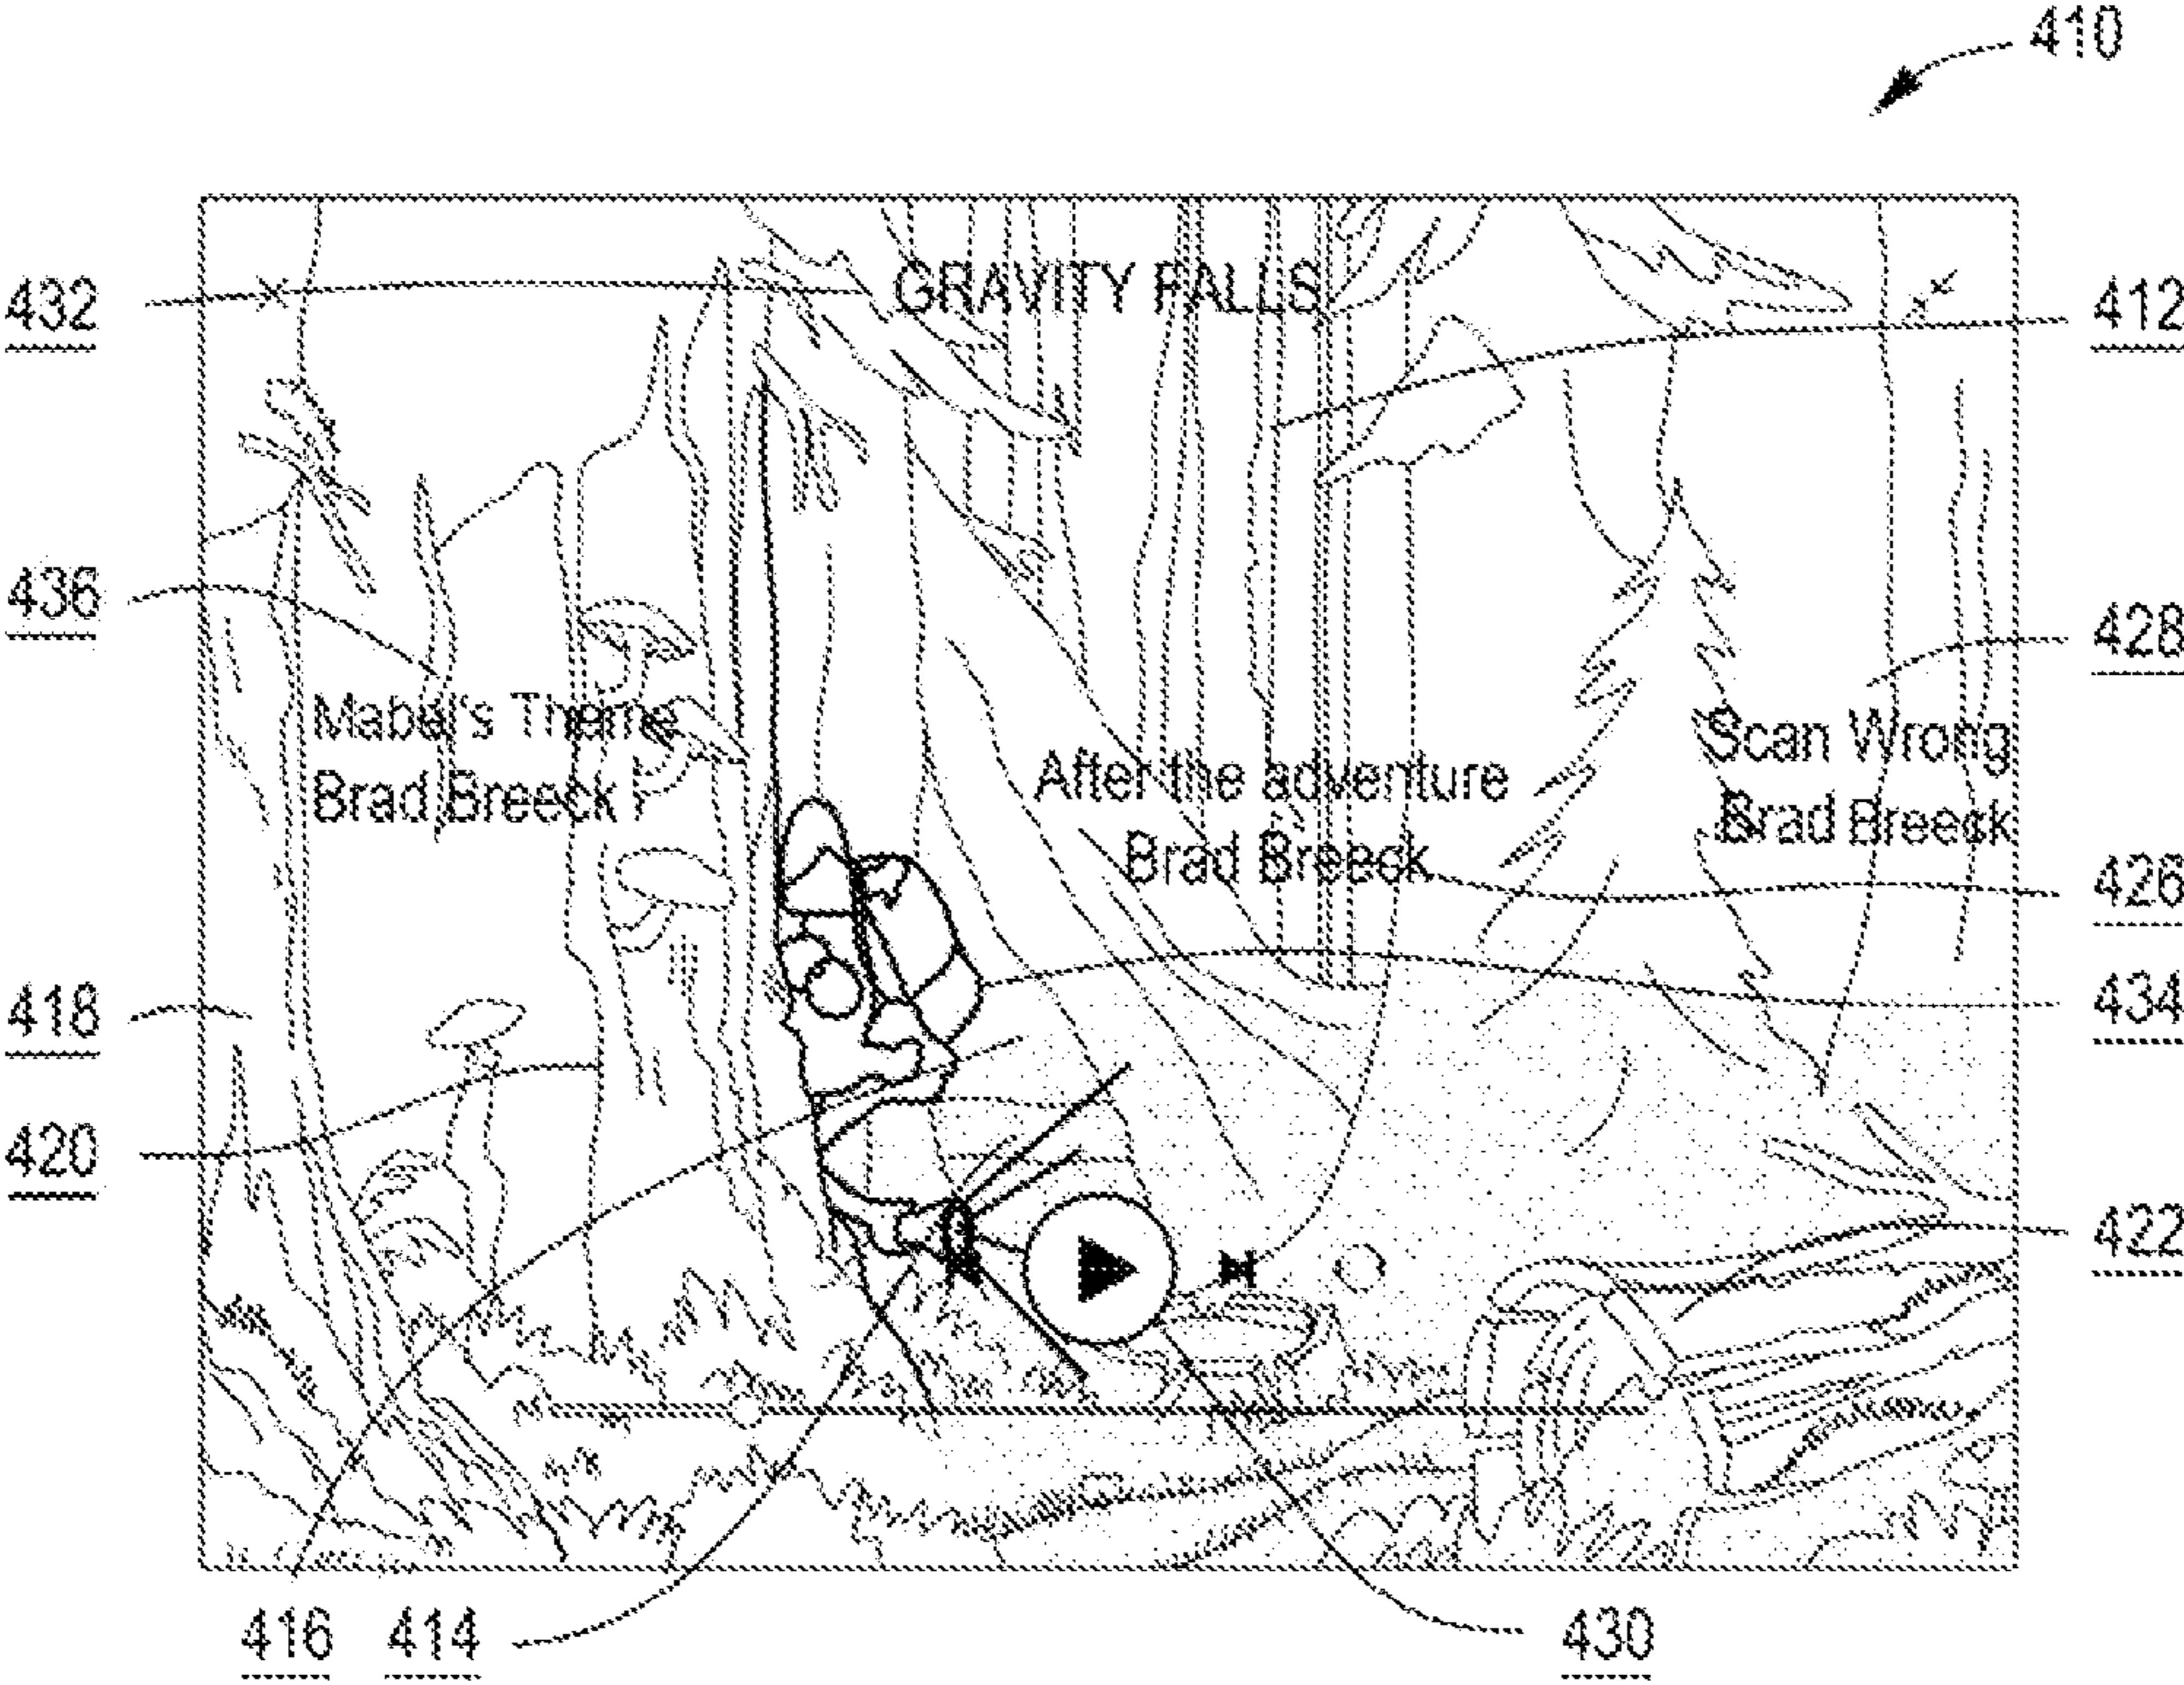 410
GRAVITY FALLS
432
412
436
428
Mabel's Theme
Brad Breeck
After the adventure
Brad Breeck
Scan Wrong
Brad Breeck
426
418
434
420
422
416
414
430